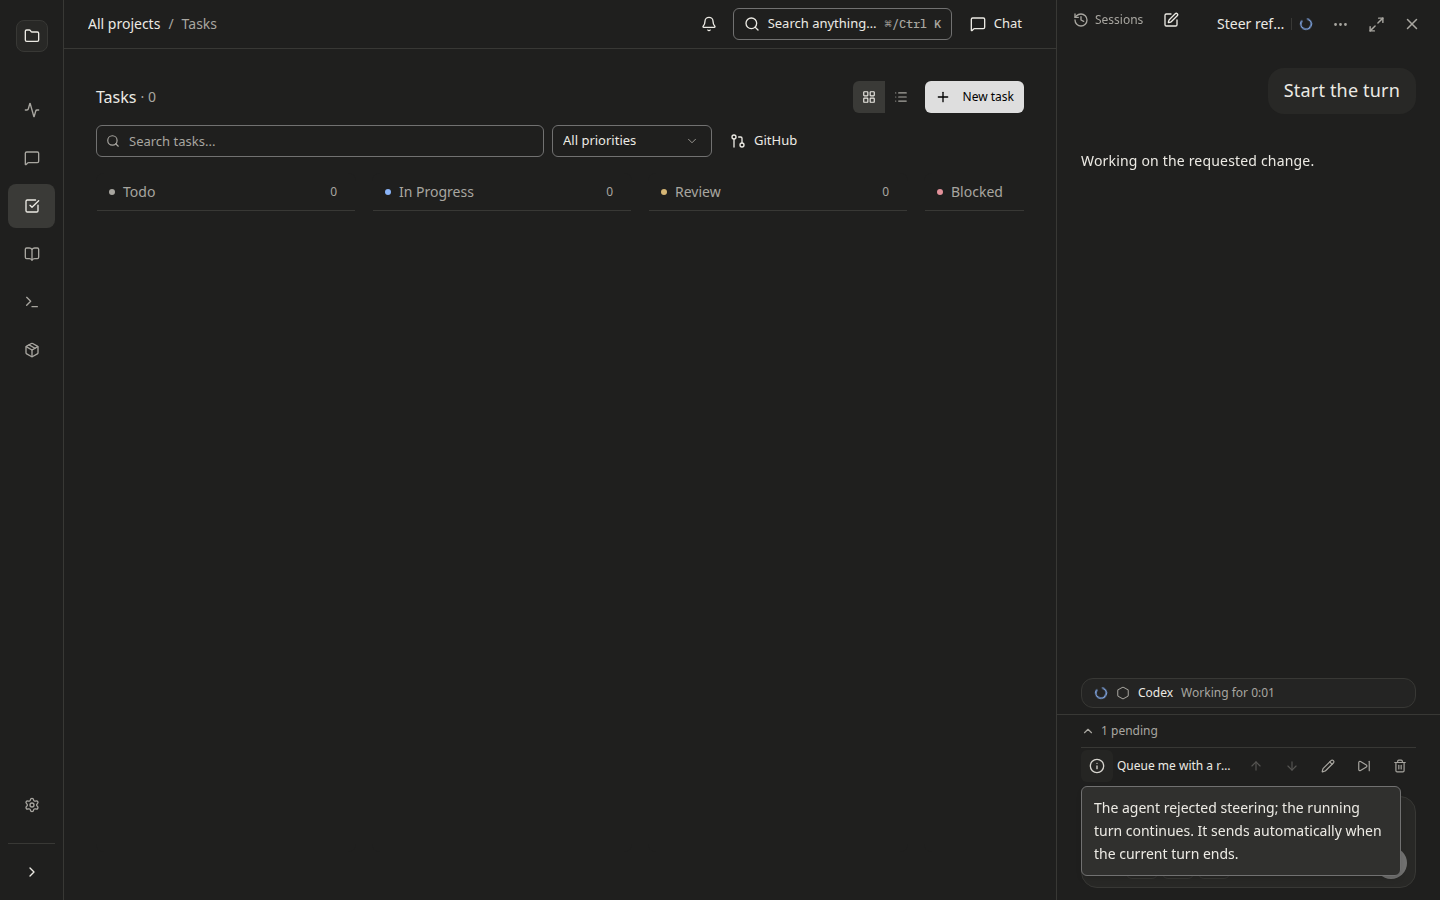 All projects / Tasks
Search anything... ⌘/Ctrl K
Chat
Sessions
Steer ref...
Tasks · 0
New task
Search tasks...
All priorities
GitHub
Todo 0
In Progress 0
Review 0
Blocked
Start the turn
Working on the requested change.
Codex Working for 0:01
1 pending
Queue me with a r...
The agent rejected steering; the running
turn continues. It sends automatically when
the current turn ends.